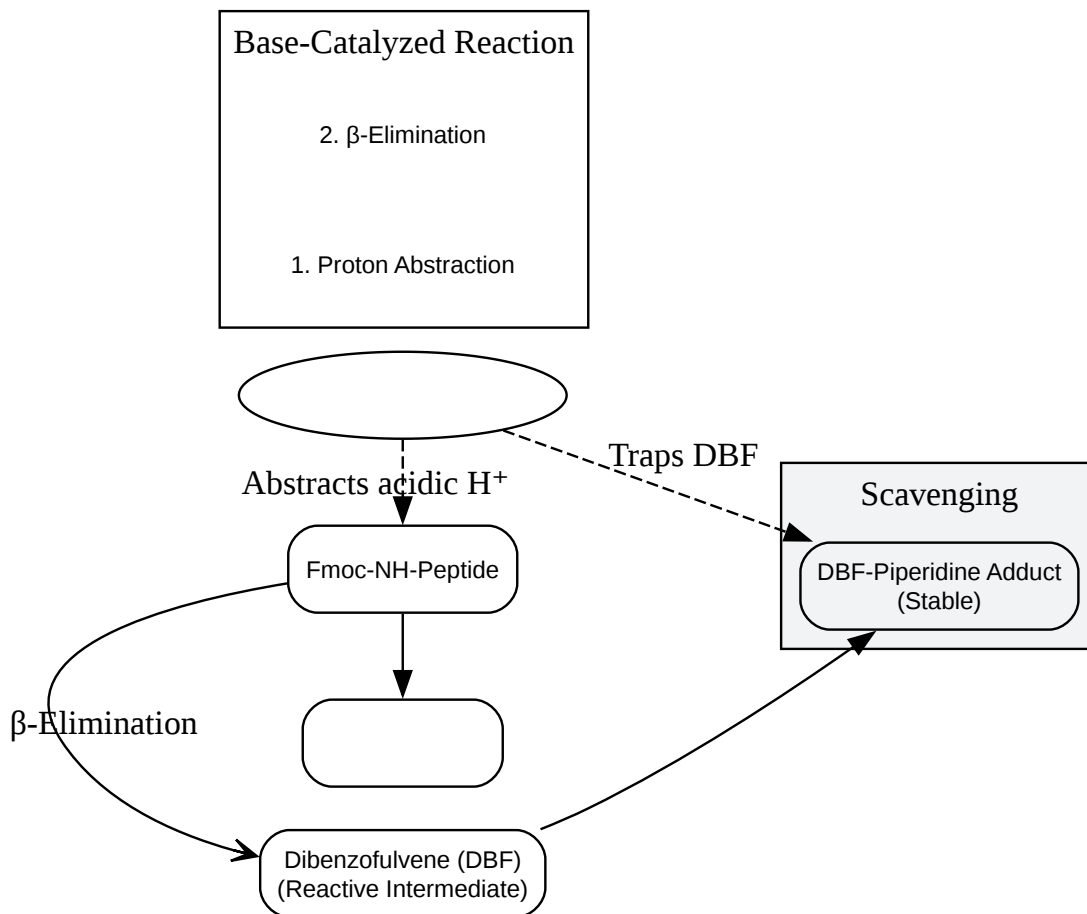 Base-Catalyzed Reaction
2. β-Elimination
1. Proton Abstraction
Traps DBF
Abstracts acidic H⁺
Scavenging
Fmoc-NH-Peptide
DBF-Piperidine Adduct
(Stable)
β-Elimination
Dibenzofulvene (DBF)
(Reactive Intermediate)